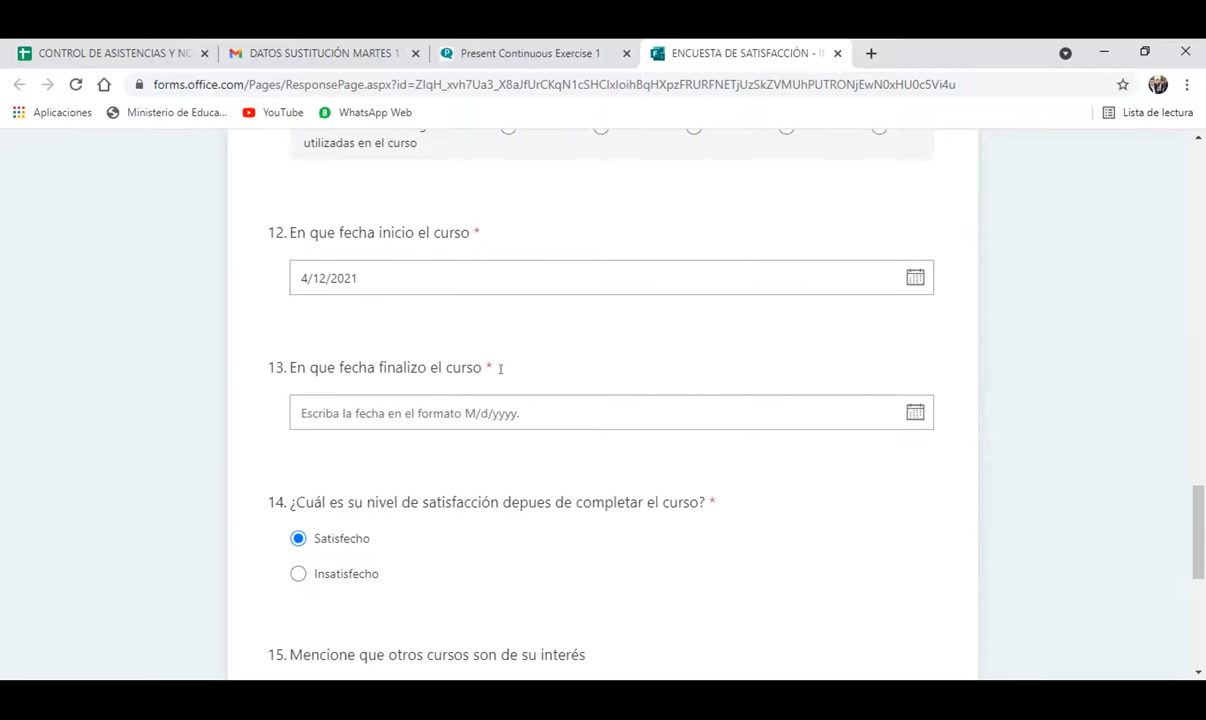 CONTROL DE ASISTENCIAS Y NO
DATOS SUSTITUCIÓN MARTES 1
Present Continuous Exercise 1
ENCUESTA DE SATISFACCIÓN - I
forms.office.com/Pages/ResponsePage.aspx?id=ZIqH_xvh7Ua3_X8aJfUrCKqN1cSHClxIoihBqHXpzFRURFNETjUzSkZVMUhPUTRONjEwN0xHU0c5Vi4u
Aplicaciones
Ministerio de Educa...
YouTube
WhatsApp Web
Lista de lectura
utilizadas en el curso
12. En que fecha inicio el curso *
4/12/2021
13. En que fecha finalizo el curso *
Escriba la fecha en el formato M/d/yyyy.
14. ¿Cuál es su nivel de satisfacción depues de completar el curso? *
Satisfecho
Insatisfecho
15. Mencione que otros cursos son de su interés